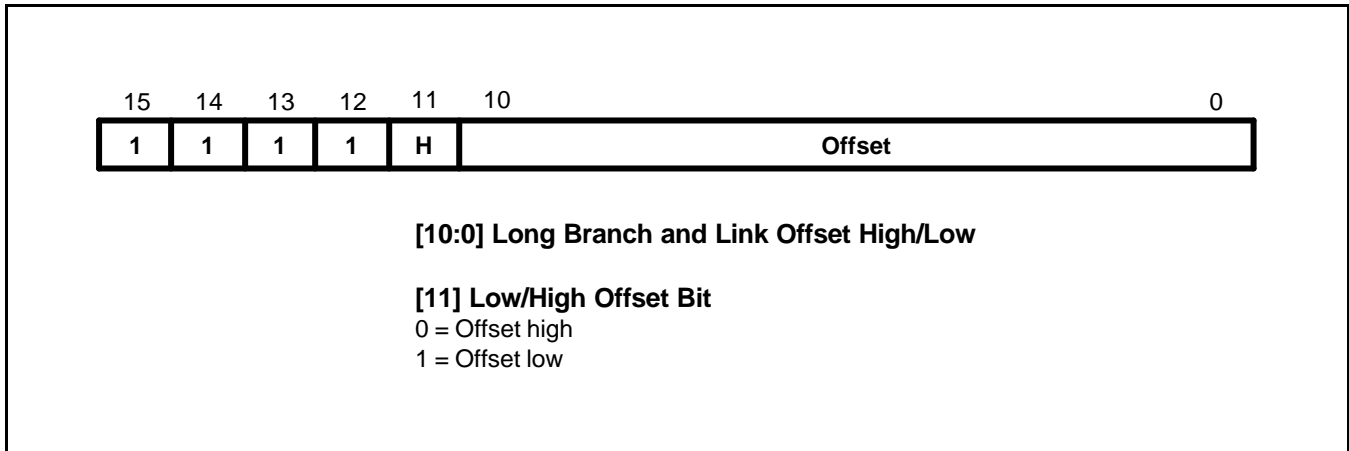 15 14 13 12 11 10 0
1 1 1 1 H Offset
[10:0] Long Branch and Link Offset High/Low
[11] Low/High Offset Bit
0 = Offset high
1 = Offset low